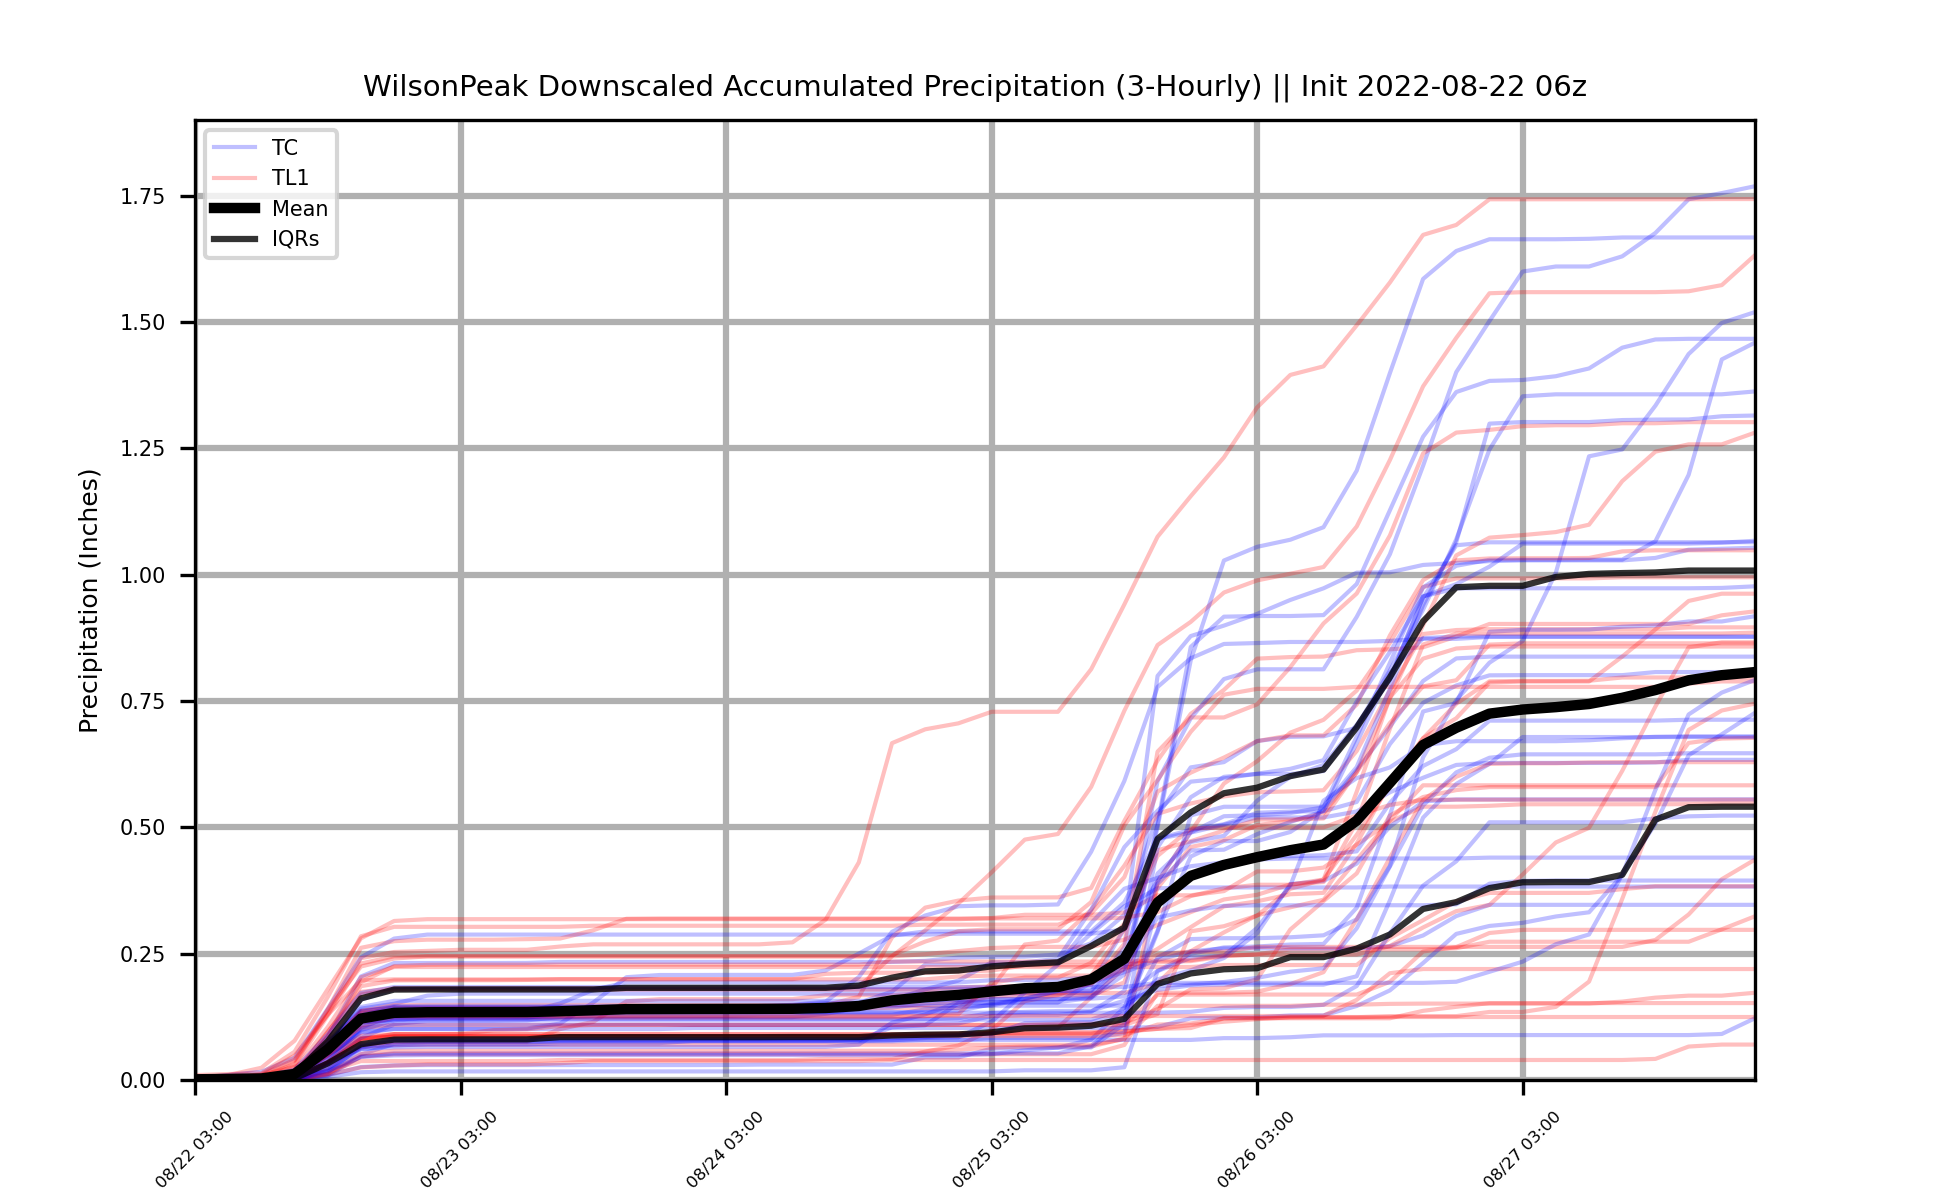 WilsonPeak Downscaled Accumulated Precipitation (3-Hourly) || Init 2022-08-22 06z
TC
TL1
Mean
IQRs
Precipitation (Inches)
1.75
1.50
1.25
1.00
0.75
0.50
0.25
0.00
08/22 03:00
08/23 03:00
08/24 03:00
08/25 03:00
08/26 03:00
08/27 03:00